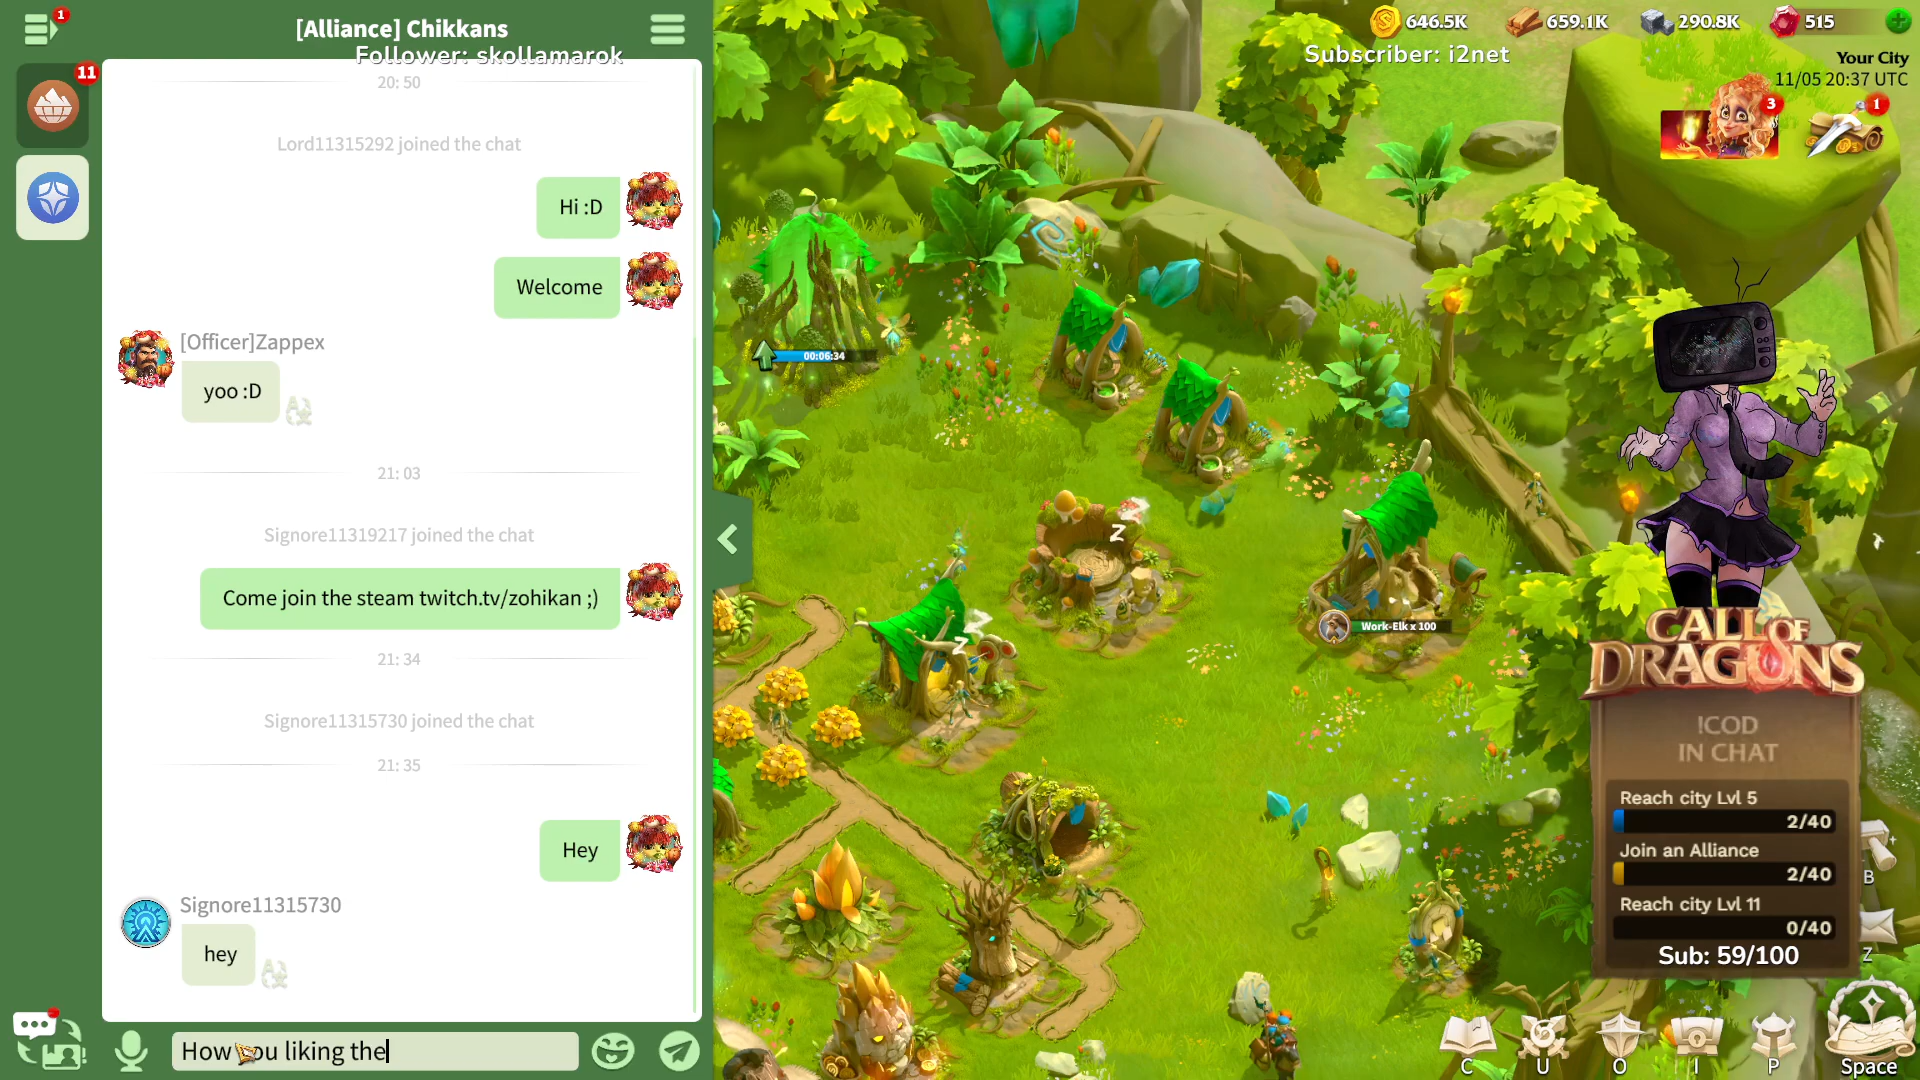 1
[Alliance] Chikkans
Follower: skollamarok
11
20: 50
Lord11315292 joined the chat
Hi :D
Welcome
[Officer]Zappex
yoo :D
21: 03
Signore11319217 joined the chat
Come join the steam twitch.tv/zohikan ;)
21: 34
Signore11315730 joined the chat
21: 35
Hey
Signore11315730
hey
How you liking the
646.5K 659.1K 290.8K 515
Subscriber: i2net
Your City
11/05 20:37 UTC
3 1
00:06:34
Z
Z
Work-Elk x 100
CALL OF
DRAGONS
!COD
IN CHAT
Reach city Lvl 5
2/40
Join an Alliance
2/40
Reach city Lvl 11
0/40
Sub: 59/100
B
Z
C U O I P Space